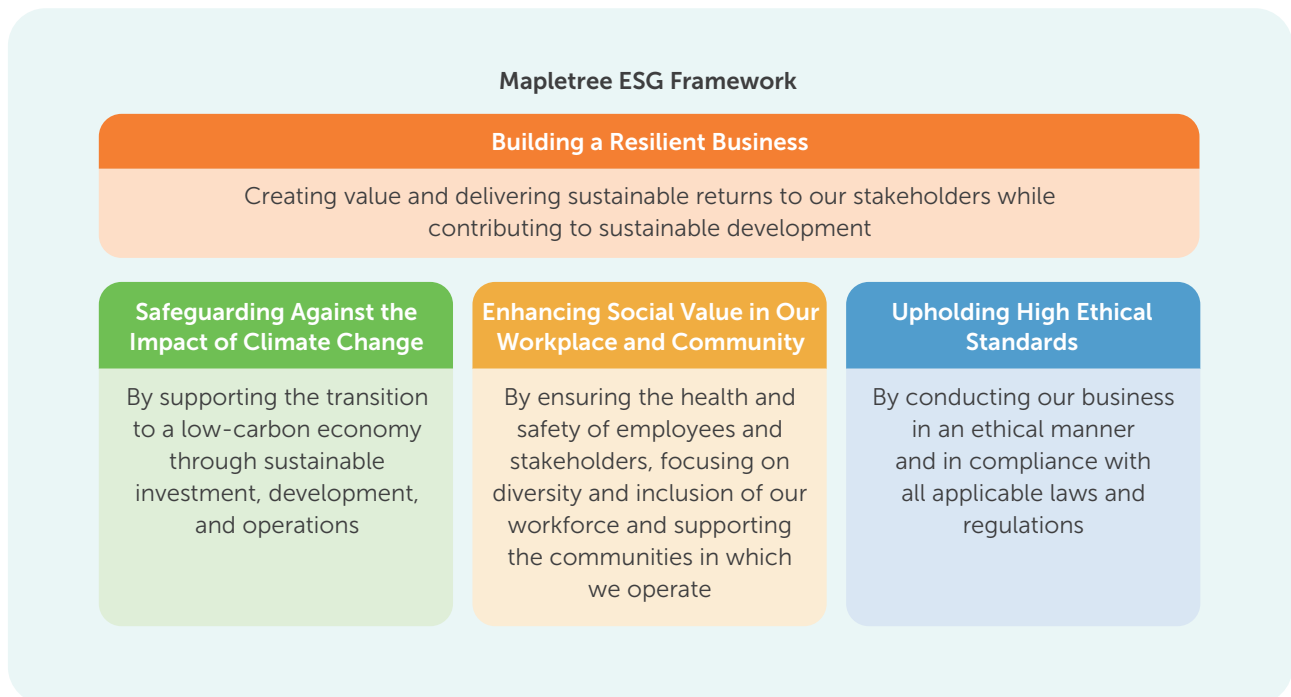 Mapletree ESG Framework
Building a Resilient Business
Creating value and delivering sustainable returns to our stakeholders while
contributing to sustainable development
Safeguarding Against the
Impact of Climate Change
By supporting the transition
to a low-carbon economy
through sustainable
investment, development,
and operations
Enhancing Social Value in Our
Workplace and Community
By ensuring the health and
safety of employees and
stakeholders, focusing on
diversity and inclusion of our
workforce and supporting
the communities in which
we operate
Upholding High Ethical
Standards
By conducting our business
in an ethical manner
and in compliance with
all applicable laws and
regulations